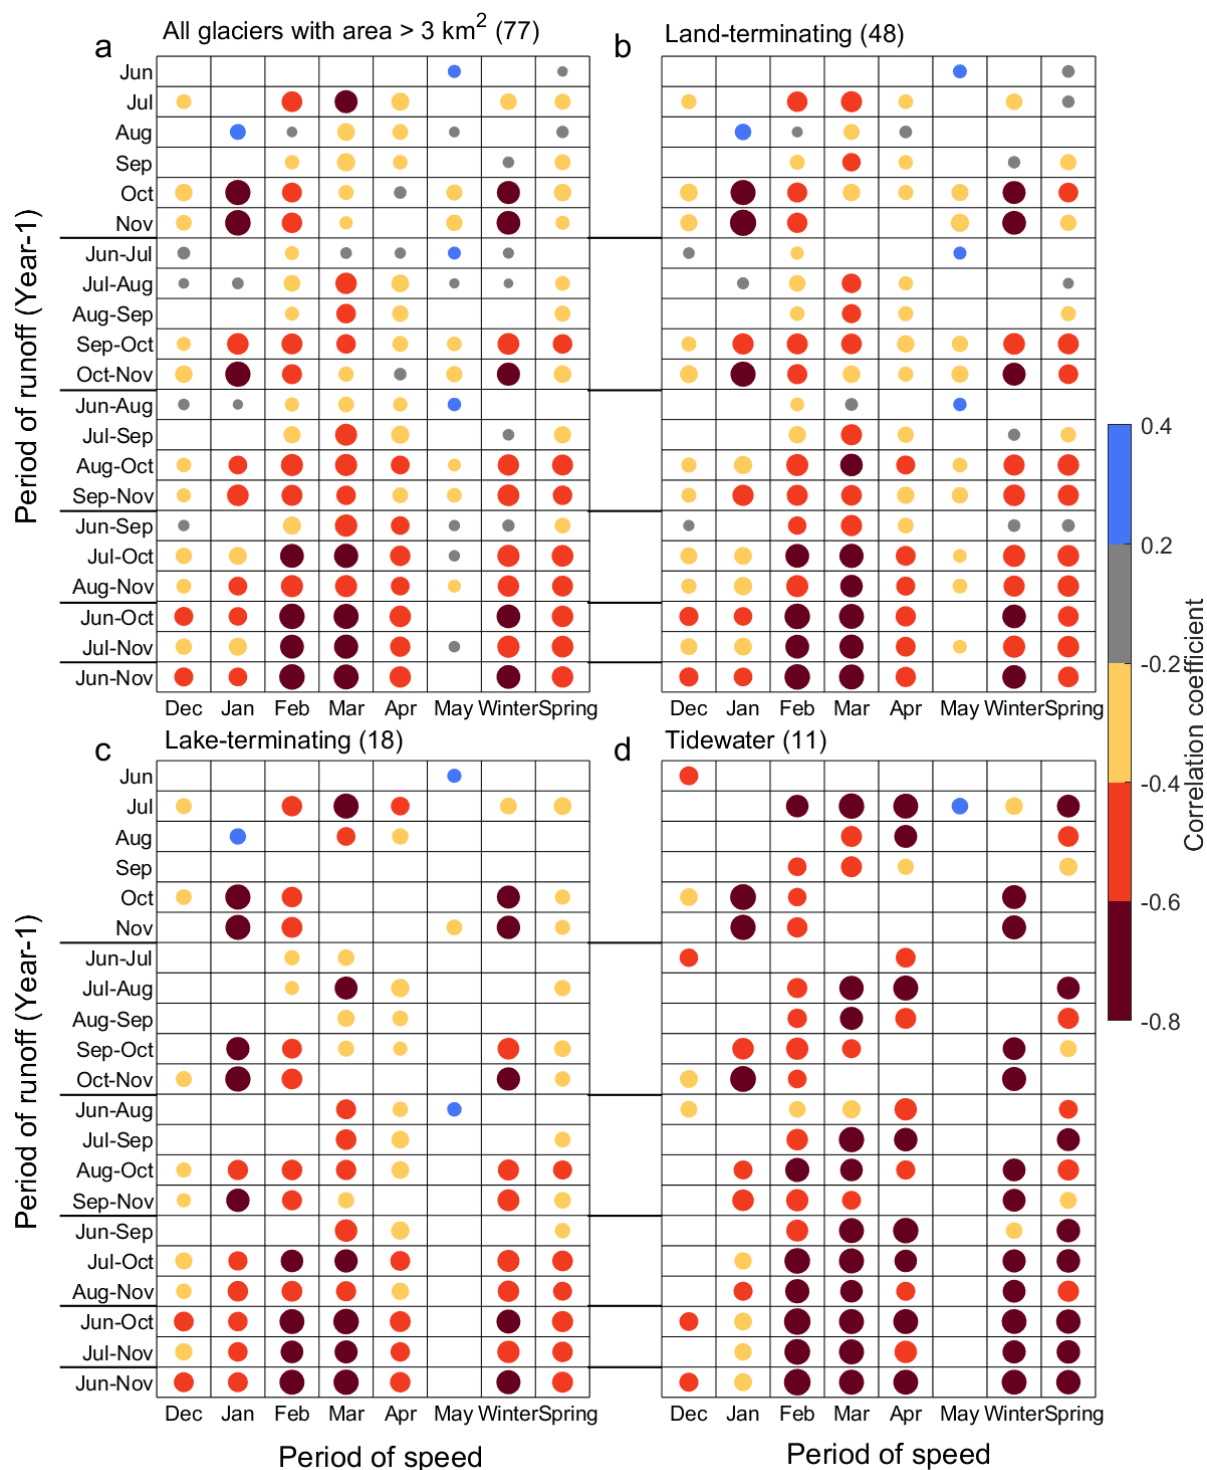 a All glaciers with area > 3 km² (77)
b Land-terminating (48)
Period of runoff (Year-1)
Jun
Jul
Aug
Sep
Oct
Nov
Jun-Jul
Jul-Aug
Aug-Sep
Sep-Oct
Oct-Nov
Jun-Aug
Jul-Sep
Aug-Oct
Sep-Nov
Jun-Sep
Jul-Oct
Aug-Nov
Jun-Oct
Jul-Nov
Jun-Nov
Dec Jan Feb Mar Apr May Winter Spring
Dec Jan Feb Mar Apr May Winter Spring
0.4
0.2
-0.2
-0.4
-0.6
-0.8
Correlation coefficient
c Lake-terminating (18)
d Tidewater (11)
Period of runoff (Year-1)
Jun
Jul
Aug
Sep
Oct
Nov
Jun-Jul
Jul-Aug
Aug-Sep
Sep-Oct
Oct-Nov
Jun-Aug
Jul-Sep
Aug-Oct
Sep-Nov
Jun-Sep
Jul-Oct
Aug-Nov
Jun-Oct
Jul-Nov
Jun-Nov
Dec Jan Feb Mar Apr May Winter Spring
Dec Jan Feb Mar Apr May Winter Spring
Period of speed
Period of speed